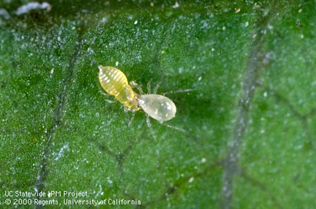 UC Statewide IPM Project
© 2000 Regents, University of California